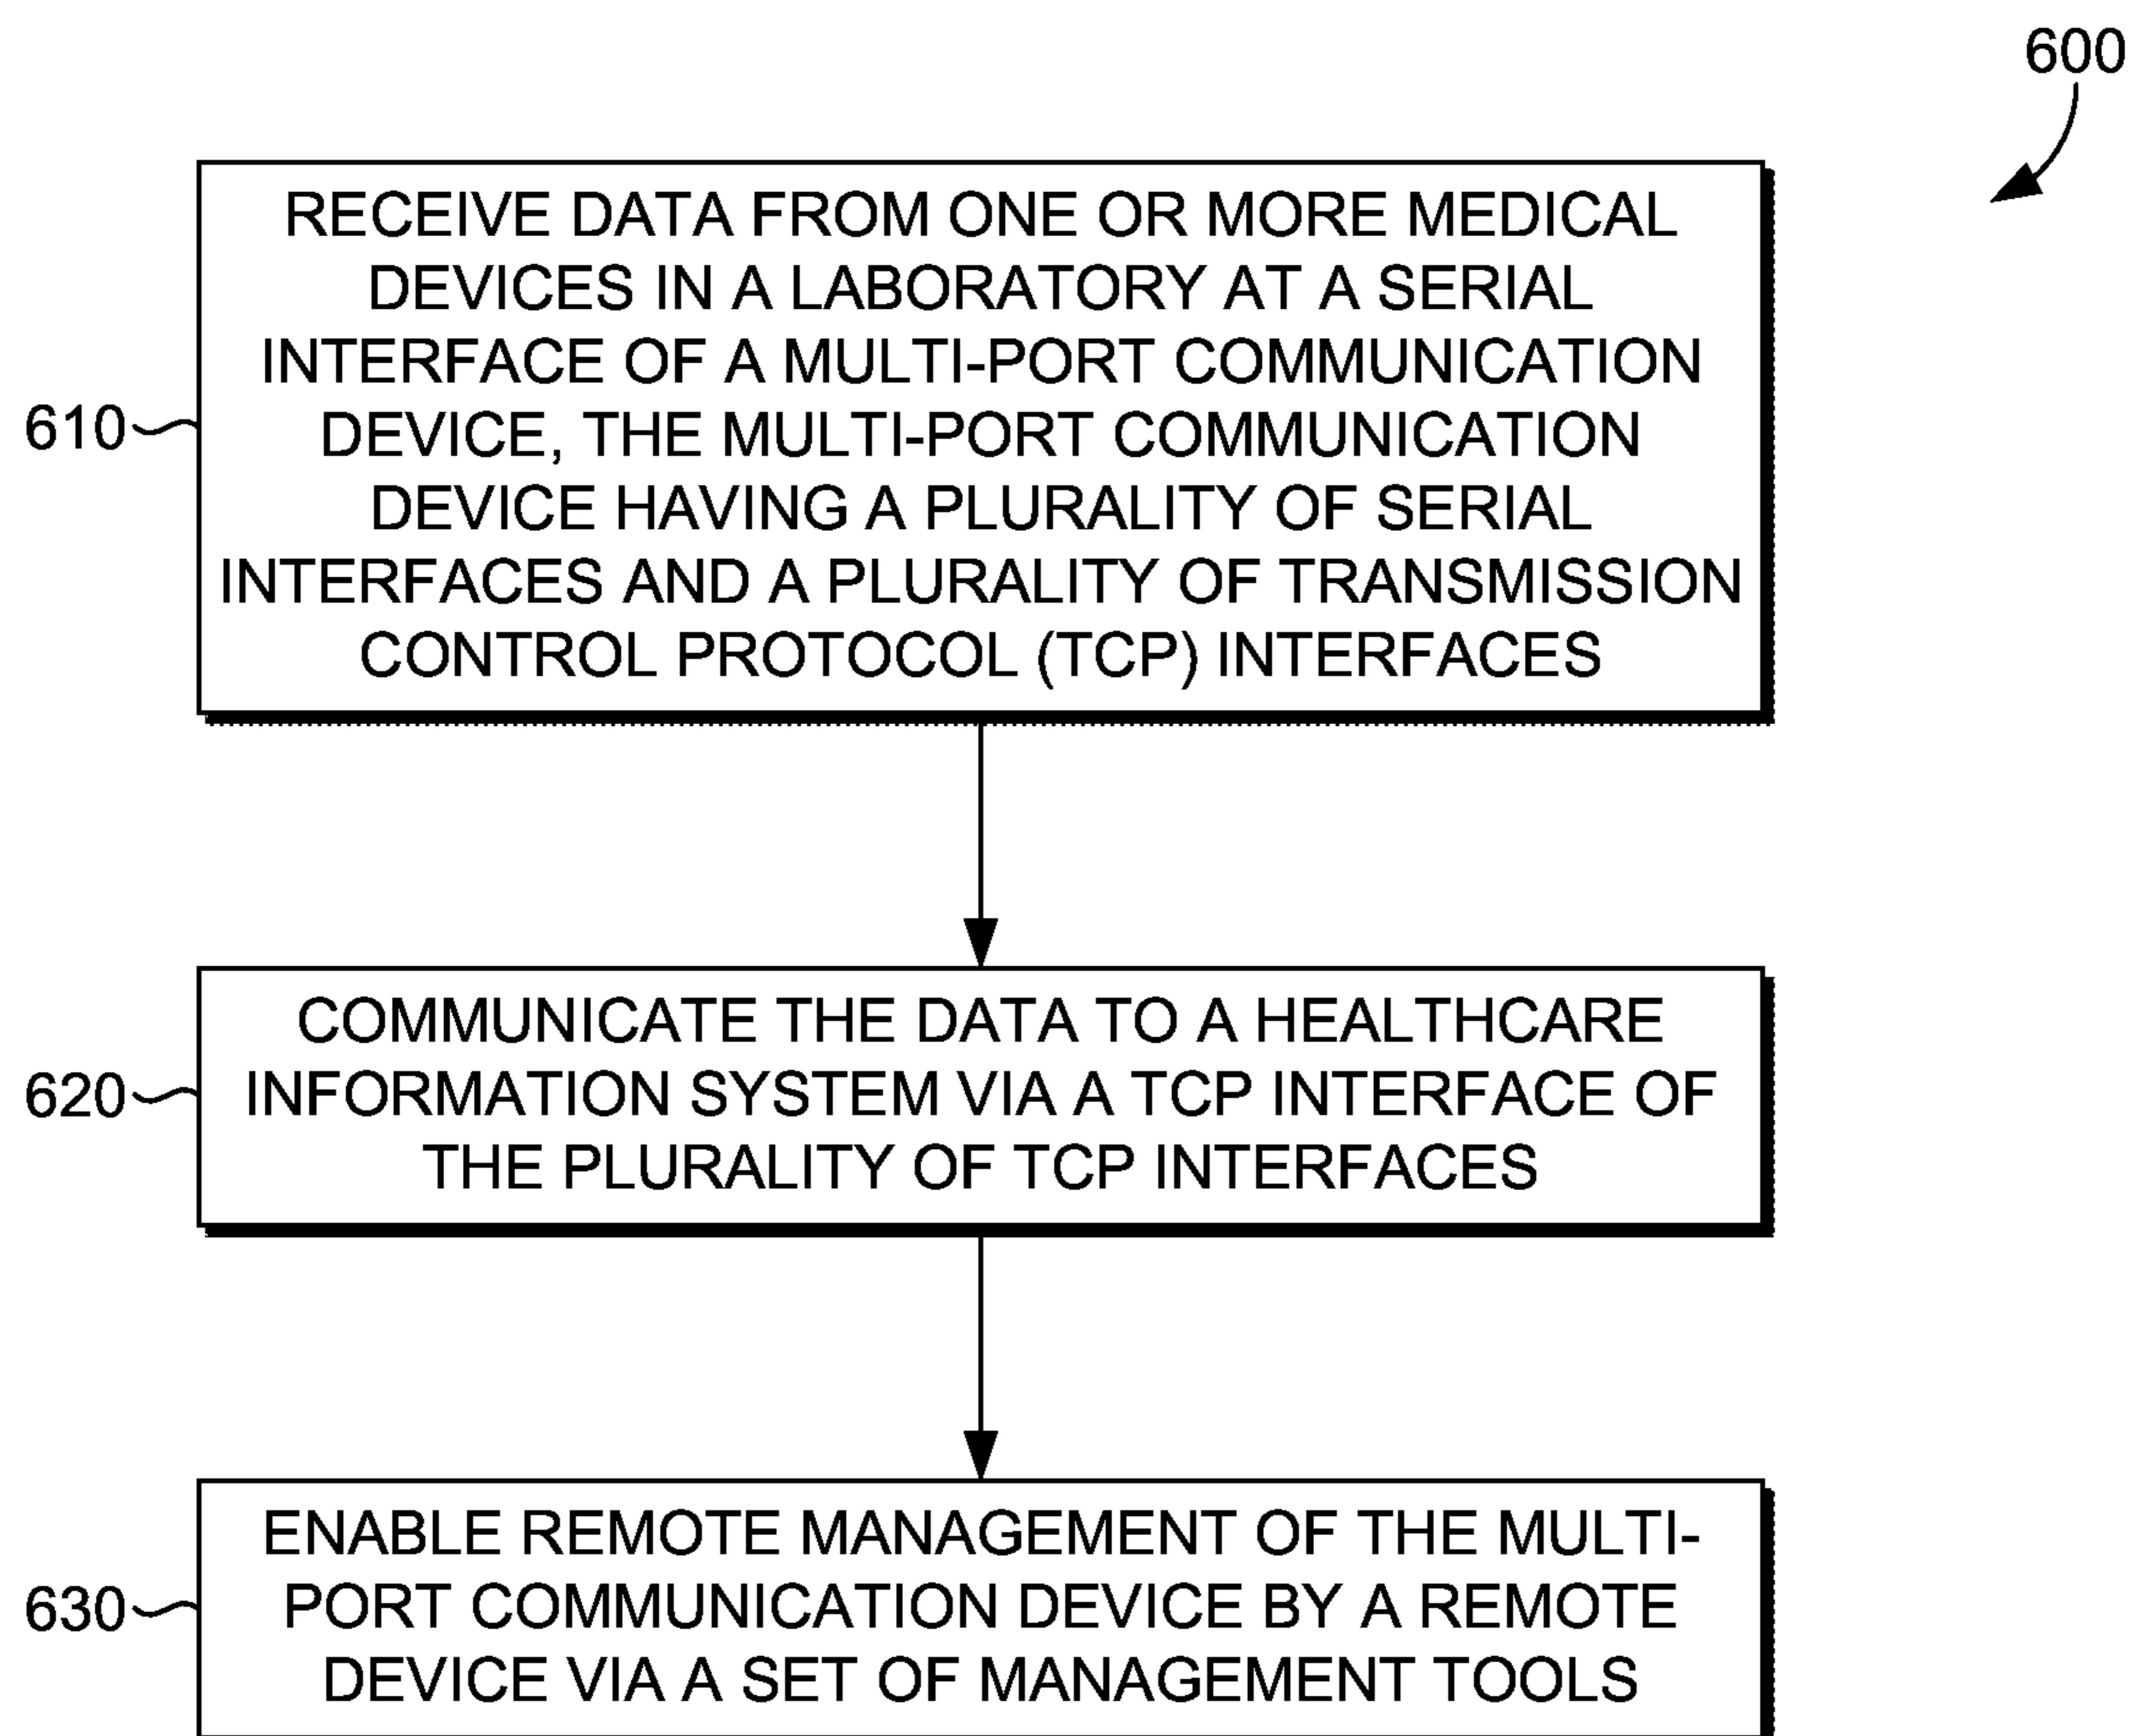 600
RECEIVE DATA FROM ONE OR MORE MEDICAL
DEVICES IN A LABORATORY AT A SERIAL
INTERFACE OF A MULTI-PORT COMMUNICATION
DEVICE, THE MULTI-PORT COMMUNICATION
DEVICE HAVING A PLURALITY OF SERIAL
INTERFACES AND A PLURALITY OF TRANSMISSION
CONTROL PROTOCOL (TCP) INTERFACES
610
COMMUNICATE THE DATA TO A HEALTHCARE
INFORMATION SYSTEM VIA A TCP INTERFACE OF
THE PLURALITY OF TCP INTERFACES
620
ENABLE REMOTE MANAGEMENT OF THE MULTI-
PORT COMMUNICATION DEVICE BY A REMOTE
DEVICE VIA A SET OF MANAGEMENT TOOLS
630